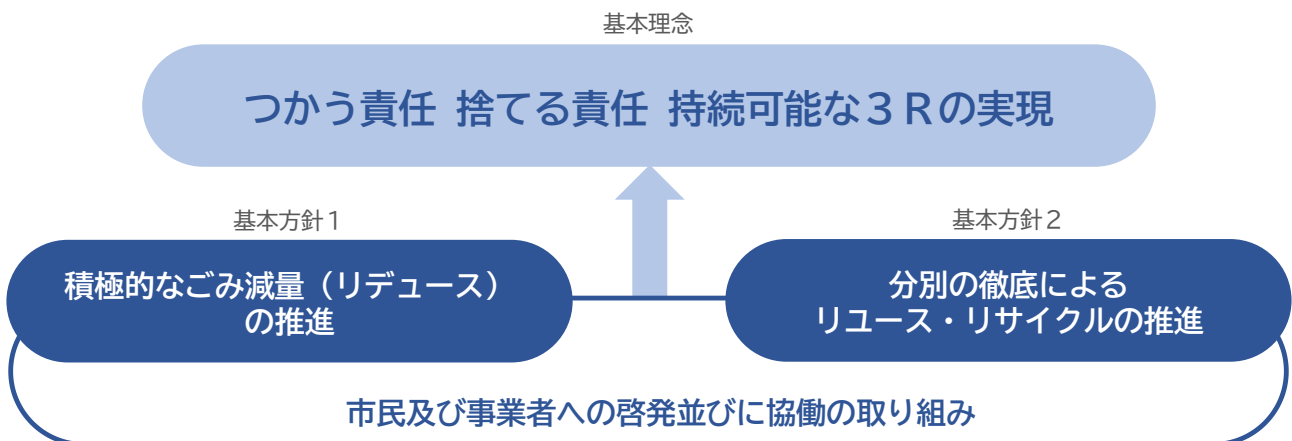 基本理念
つかう責任 捨てる責任 持続可能な３Ｒの実現
基本方針１
基本方針２
積極的なごみ減量（リデュース）
の推進
分別の徹底による
リユース・リサイクルの推進
市民及び事業者への啓発並びに協働の取り組み